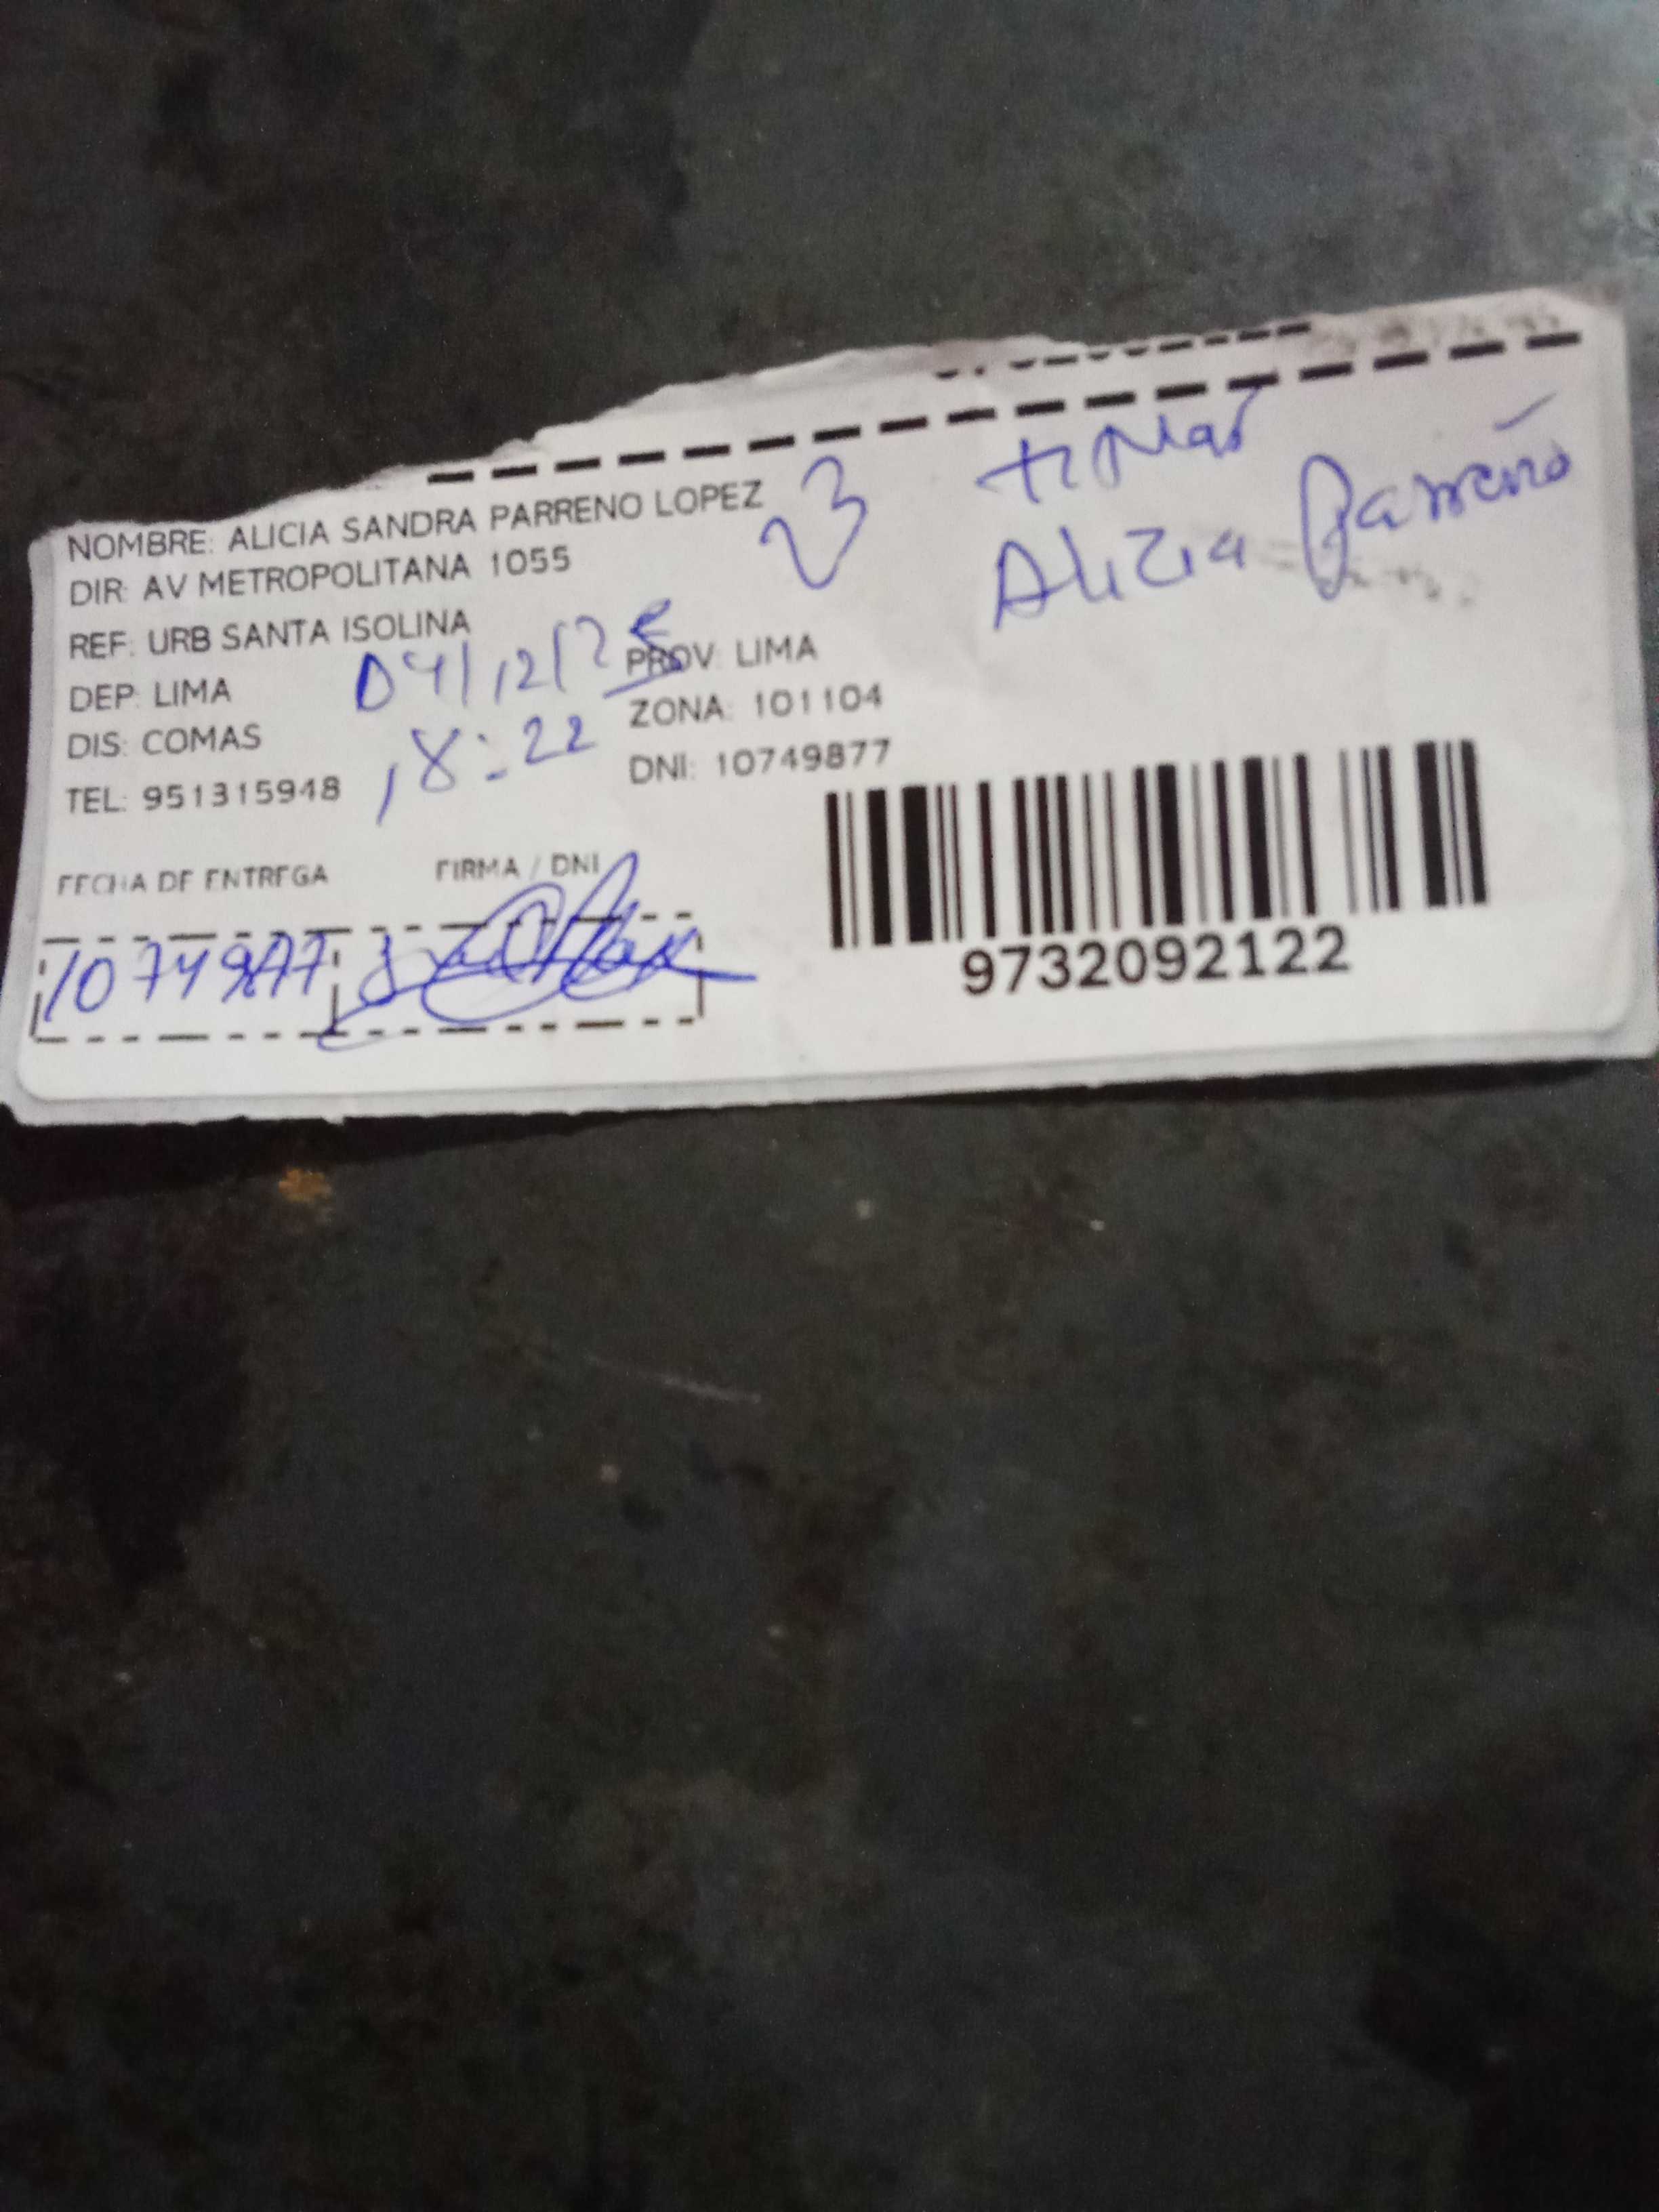 NOMBRE: ALICIA SANDRA PARRENO LOPEZ
DIR: AV METROPOLITANA 1055
REF: URB SANTA ISOLINA
DEP: LIMA
PROV: LIMA
DIS: COMAS
ZONA: 101104
TEL: 951315948
DNI: 10749877
04/12/25
18:22
titular
Alicia Parreño
FECHA DE ENTREGA
FIRMA / DNI
10749877
9732092122